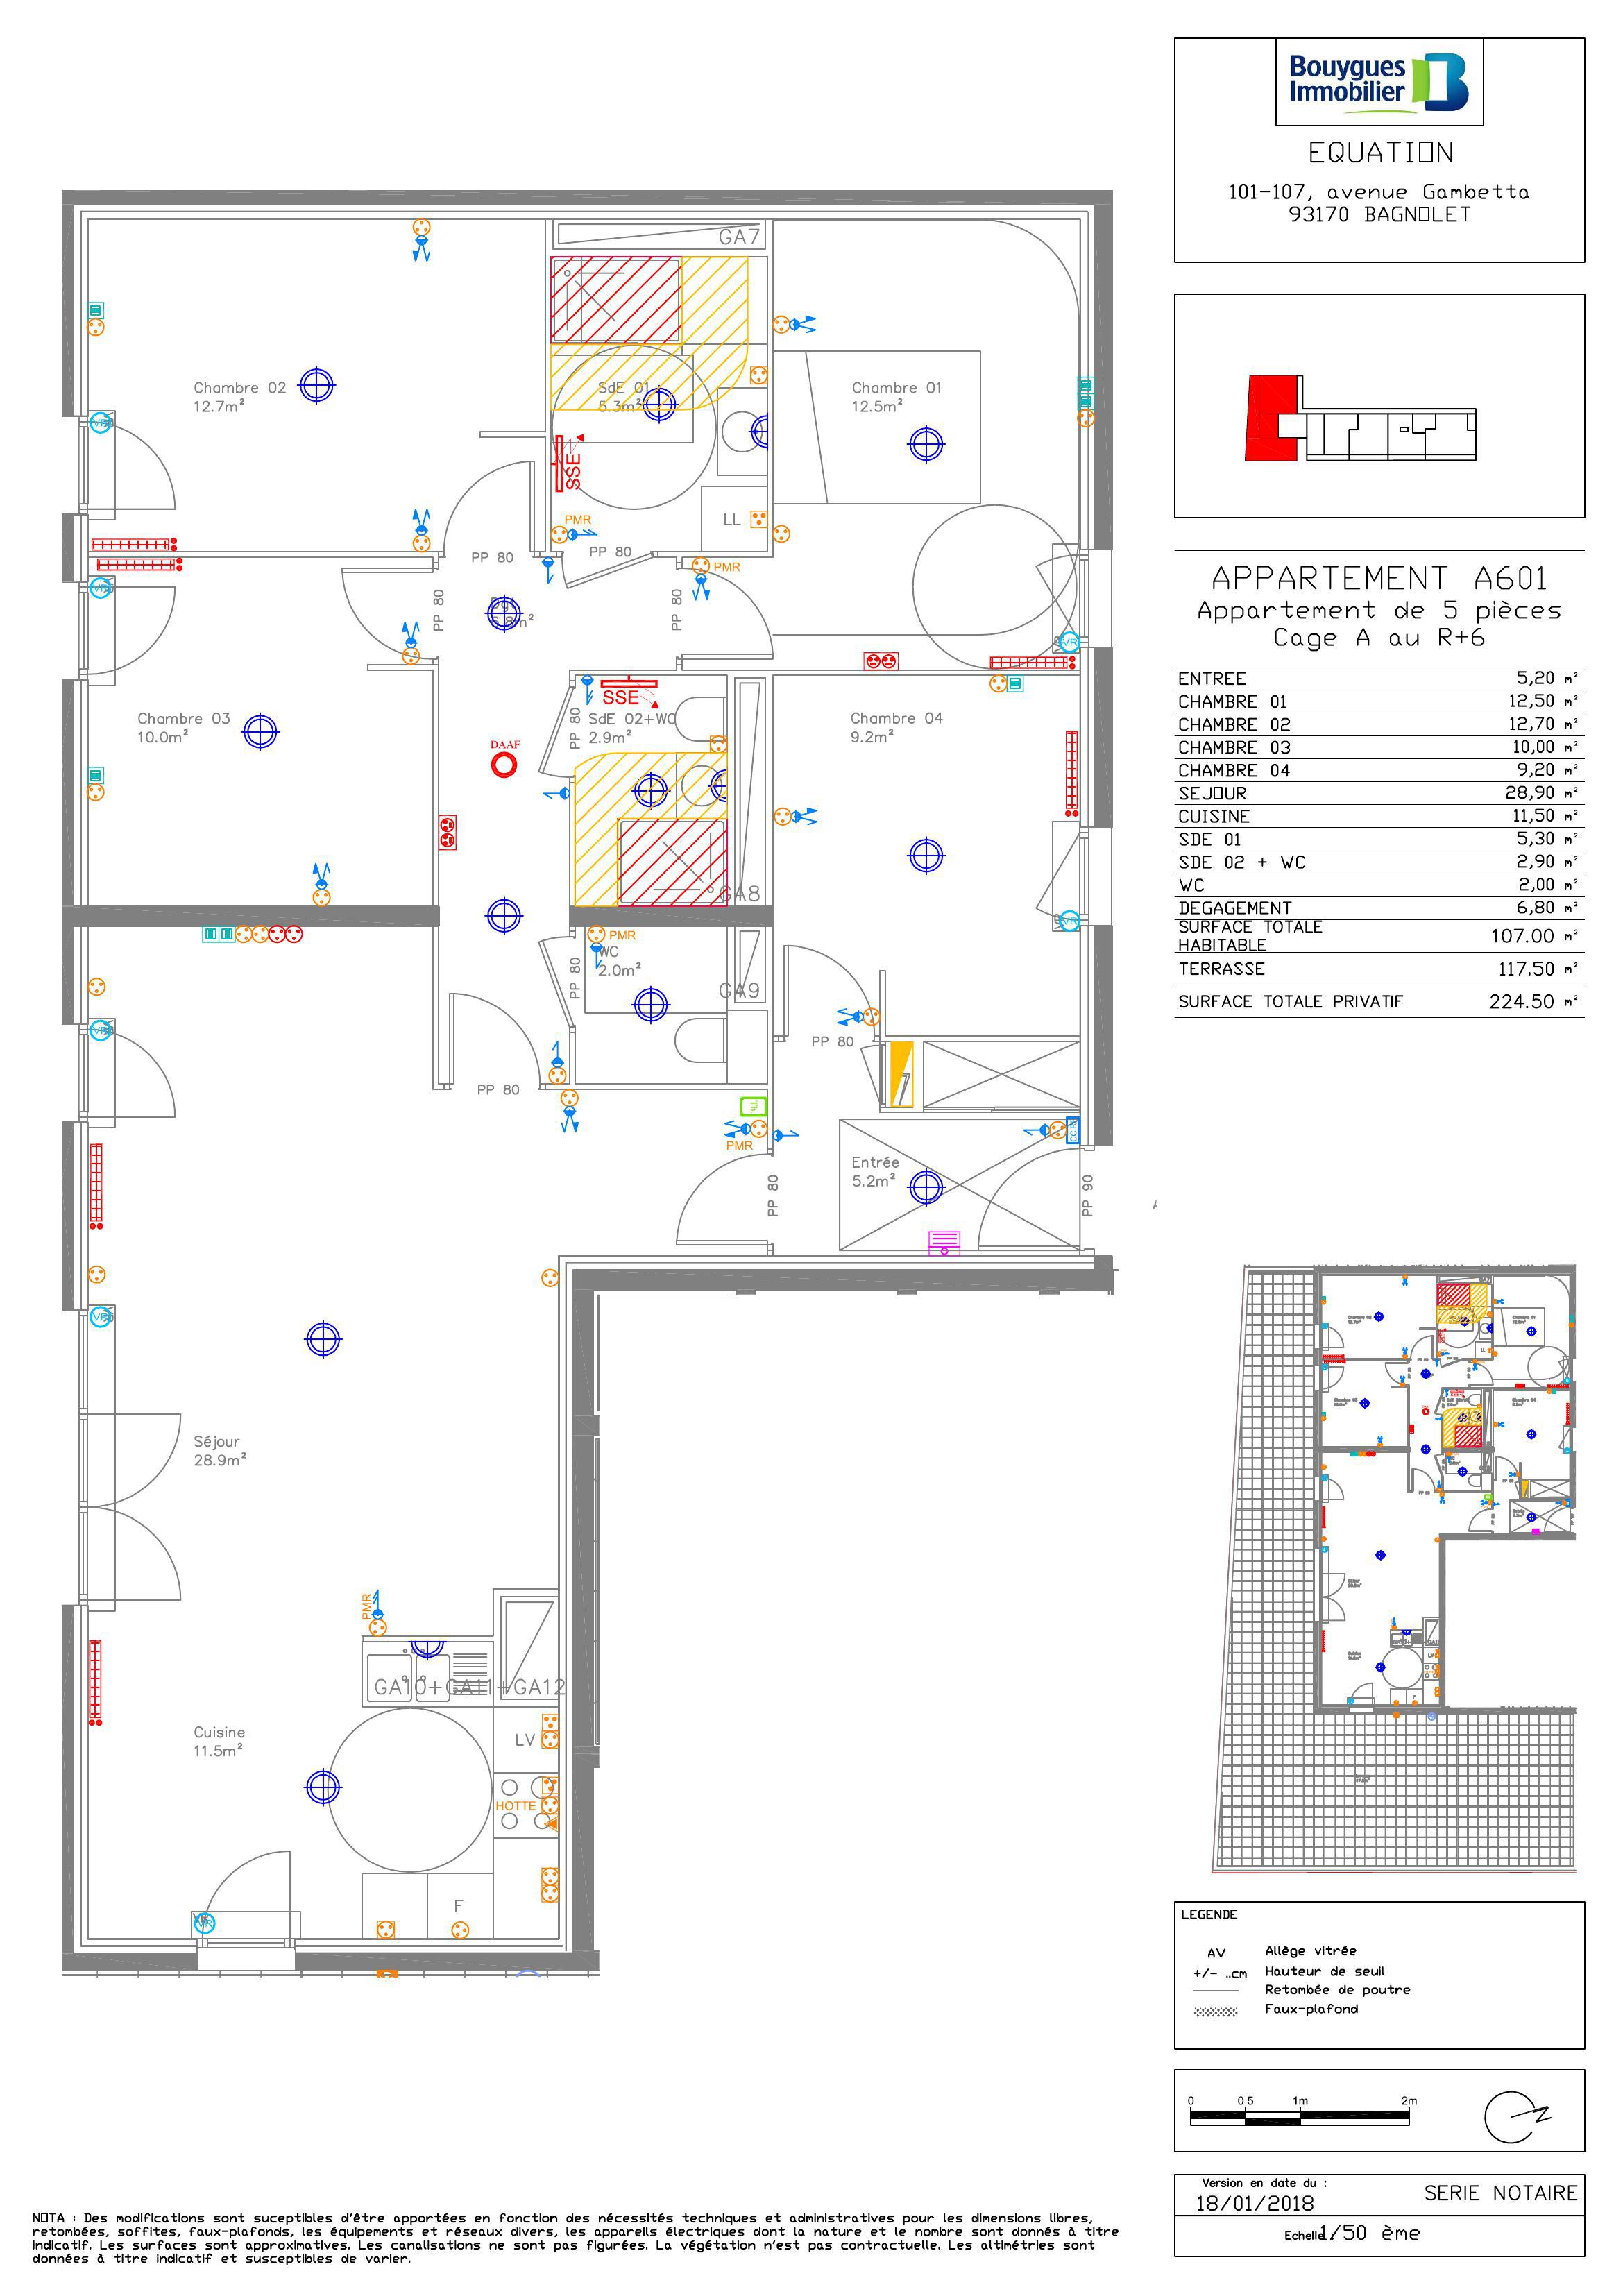 Bouygues
Immobilier
EQUATION
101-107, avenue Gambetta
93170 BAGNOLET
APPARTEMENT A601
Appartement de 5 pièces
Cage A au R+6
ENTREE 5,20 m²
CHAMBRE 01 12,50 m²
CHAMBRE 02 12,70 m²
CHAMBRE 03 10,00 m²
CHAMBRE 04 9,20 m²
SEJOUR 28,90 m²
CUISINE 11,50 m²
SDE 01 5,30 m²
SDE 02 + WC 2,90 m²
WC 2,00 m²
DEGAGEMENT 6,80 m²
SURFACE TOTALE
HABITABLE 107.00 m²
TERRASSE 117.50 m²
SURFACE TOTALE PRIVATIF 224.50 m²
GA7
Chambre 02
12.7m²
SdE 01
5.3m²
Chambre 01
12.5m²
VR
SSE
PMR
LL
PP 80
PP 80
PMR
PP 80
PP 80
VR
VR
SSE
Chambre 03
10.0m²
PP 80
SdE 02+WC
2.9m²
Chambre 04
9.2m²
DAAF
GA8
VR
PMR
WC
2.0m²
PP 80
GA9
VR
PP 80
PP 80
PMR
Entrée
5.2m²
PP 80
PP 90
VR
Séjour
28.9m²
PMR
GA10+GA11+GA12
Cuisine
11.5m²
LV
HOTTE
F
VR
LEGENDE
AV Allège vitrée
+/- ..cm Hauteur de seuil
Retombée de poutre
Faux-plafond
0 0.5 1m 2m
N
Version en date du :
18/01/2018
SERIE NOTAIRE
Echelle : 1/50 ème
NOTA : Des modifications sont suceptibles d'être apportées en fonction des nécessités techniques et administratives pour les dimensions libres,
retombées, soffites, faux-plafonds, les équipements et réseaux divers, les appareils électriques dont la nature et le nombre sont donnés à titre
indicatif. Les surfaces sont approximatives. Les canalisations ne sont pas figurées. La végétation n'est pas contractuelle. Les altimétries sont
données à titre indicatif et susceptibles de varier.